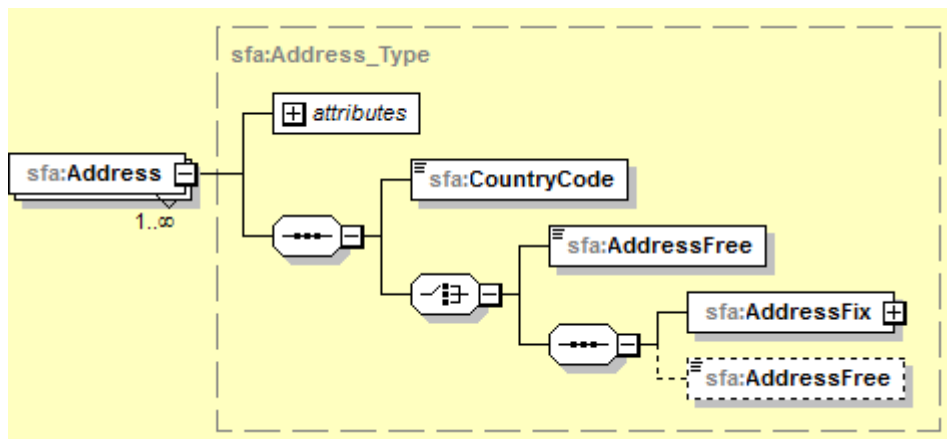 sfa:Address_Type
attributes
sfa:Address
1..∞
sfa:CountryCode
sfa:AddressFree
sfa:AddressFix
sfa:AddressFree